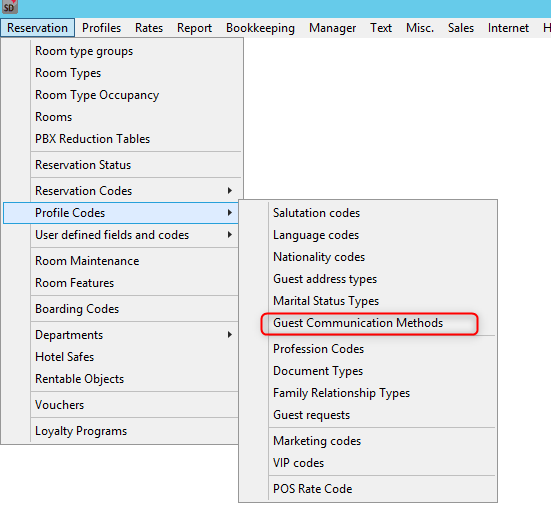 SD
Reservation Profiles Rates Report Bookkeeping Manager Text Misc. Sales Internet H
Room type groups
Room Types
Room Type Occupancy
Rooms
PBX Reduction Tables
Reservation Status
Reservation Codes
Profile Codes
User defined fields and codes
Room Maintenance
Room Features
Boarding Codes
Departments
Hotel Safes
Rentable Objects
Vouchers
Loyalty Programs
Salutation codes
Language codes
Nationality codes
Guest address types
Marital Status Types
Guest Communication Methods
Profession Codes
Document Types
Family Relationship Types
Guest requests
Marketing codes
VIP codes
POS Rate Code